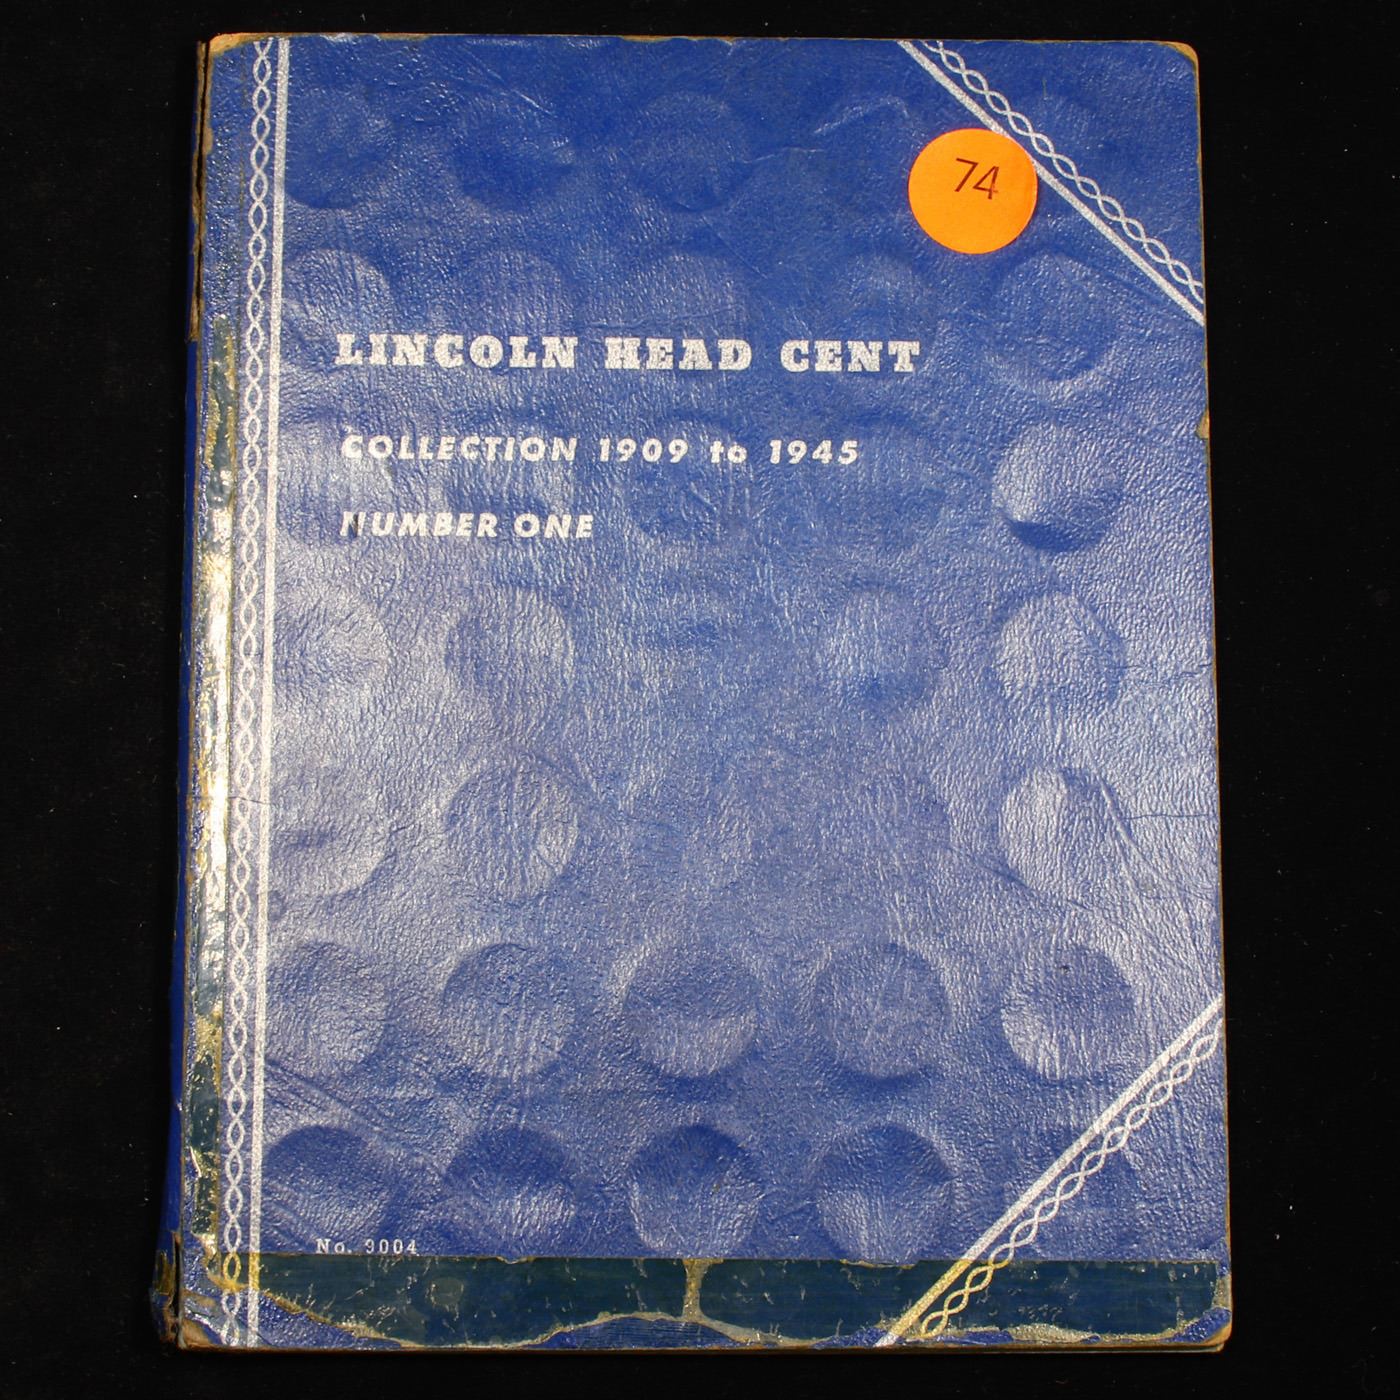 74
LINCOLN HEAD CENT
COLLECTION 1909 to 1945
NUMBER ONE
No. 9004